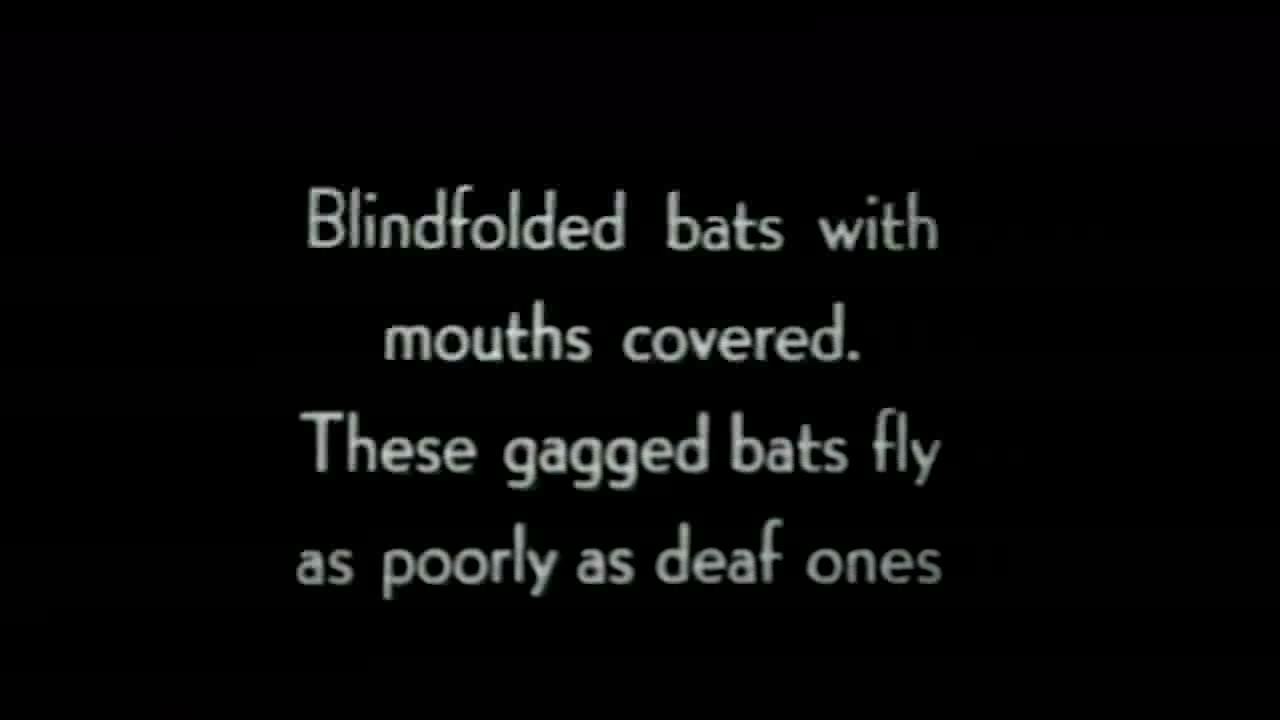 Blindfolded bats with
mouths covered.
These gagged bats fly
as poorly as deaf ones